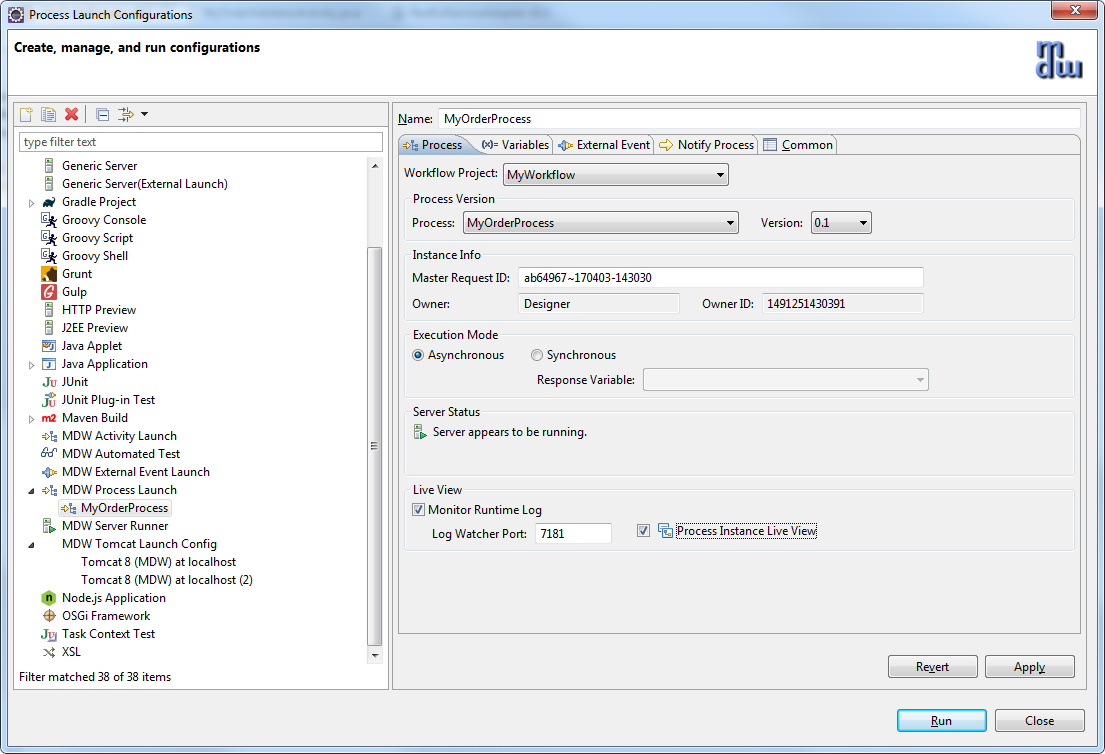 Process Launch Configurations
Create, manage, and run configurations
mdw
type filter text
Generic Server
Generic Server(External Launch)
Gradle Project
Groovy Console
Groovy Script
Groovy Shell
Grunt
Gulp
HTTP Preview
J2EE Preview
Java Applet
Java Application
JUnit
JUnit Plug-in Test
Maven Build
MDW Activity Launch
MDW Automated Test
MDW External Event Launch
MDW Process Launch
MyOrderProcess
MDW Server Runner
MDW Tomcat Launch Config
Tomcat 8 (MDW) at localhost
Tomcat 8 (MDW) at localhost (2)
Node.js Application
OSGi Framework
Task Context Test
XSL
Filter matched 38 of 38 items
Name: MyOrderProcess
Process (x)= Variables External Event Notify Process Common
Workflow Project: MyWorkflow
Process Version
Process: MyOrderProcess Version: 0.1
Instance Info
Master Request ID: ab64967~170403-143030
Owner: Designer Owner ID: 1491251430391
Execution Mode
Asynchronous Synchronous
Response Variable:
Server Status
Server appears to be running.
Live View
Monitor Runtime Log
Log Watcher Port: 7181 Process Instance Live View
Revert Apply
Run Close